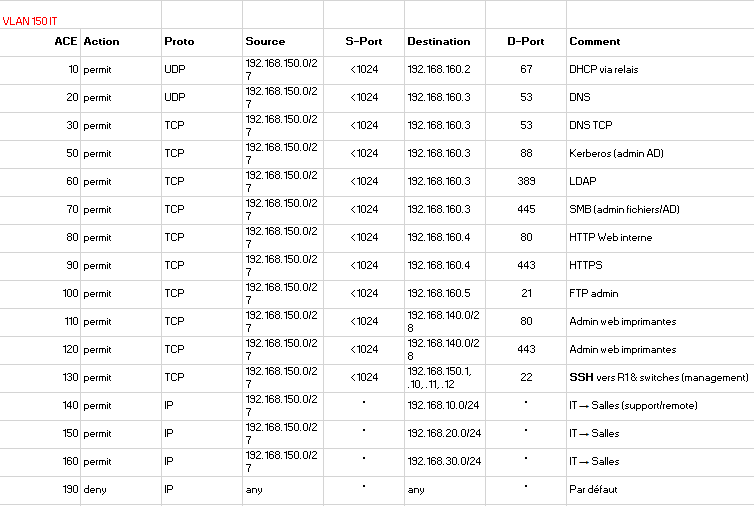 VLAN 150 IT
ACE Action Proto Source S-Port Destination D-Port Comment
10 permit UDP 192.168.150.0/27 <1024 192.168.160.2 67 DHCP via relais
20 permit UDP 192.168.150.0/27 <1024 192.168.160.3 53 DNS
30 permit TCP 192.168.150.0/27 <1024 192.168.160.3 53 DNS TCP
50 permit TCP 192.168.150.0/27 <1024 192.168.160.3 88 Kerberos (admin AD)
60 permit TCP 192.168.150.0/27 <1024 192.168.160.3 389 LDAP
70 permit TCP 192.168.150.0/27 <1024 192.168.160.3 445 SMB (admin fichiers/AD)
80 permit TCP 192.168.150.0/27 <1024 192.168.160.4 80 HTTP Web interne
90 permit TCP 192.168.150.0/27 <1024 192.168.160.4 443 HTTPS
100 permit TCP 192.168.150.0/27 <1024 192.168.160.5 21 FTP admin
110 permit TCP 192.168.150.0/27 <1024 192.168.140.0/28 80 Admin web imprimantes
120 permit TCP 192.168.150.0/27 <1024 192.168.140.0/28 443 Admin web imprimantes
130 permit TCP 192.168.150.0/27 <1024 192.168.150.1, .10, .11, .12 22 SSH vers R1 & switches (management)
140 permit IP 192.168.150.0/27 * 192.168.10.0/24 * IT → Salles (support/remote)
150 permit IP 192.168.150.0/27 * 192.168.20.0/24 * IT → Salles
160 permit IP 192.168.150.0/27 * 192.168.30.0/24 * IT → Salles
190 deny IP any * any * Par défaut